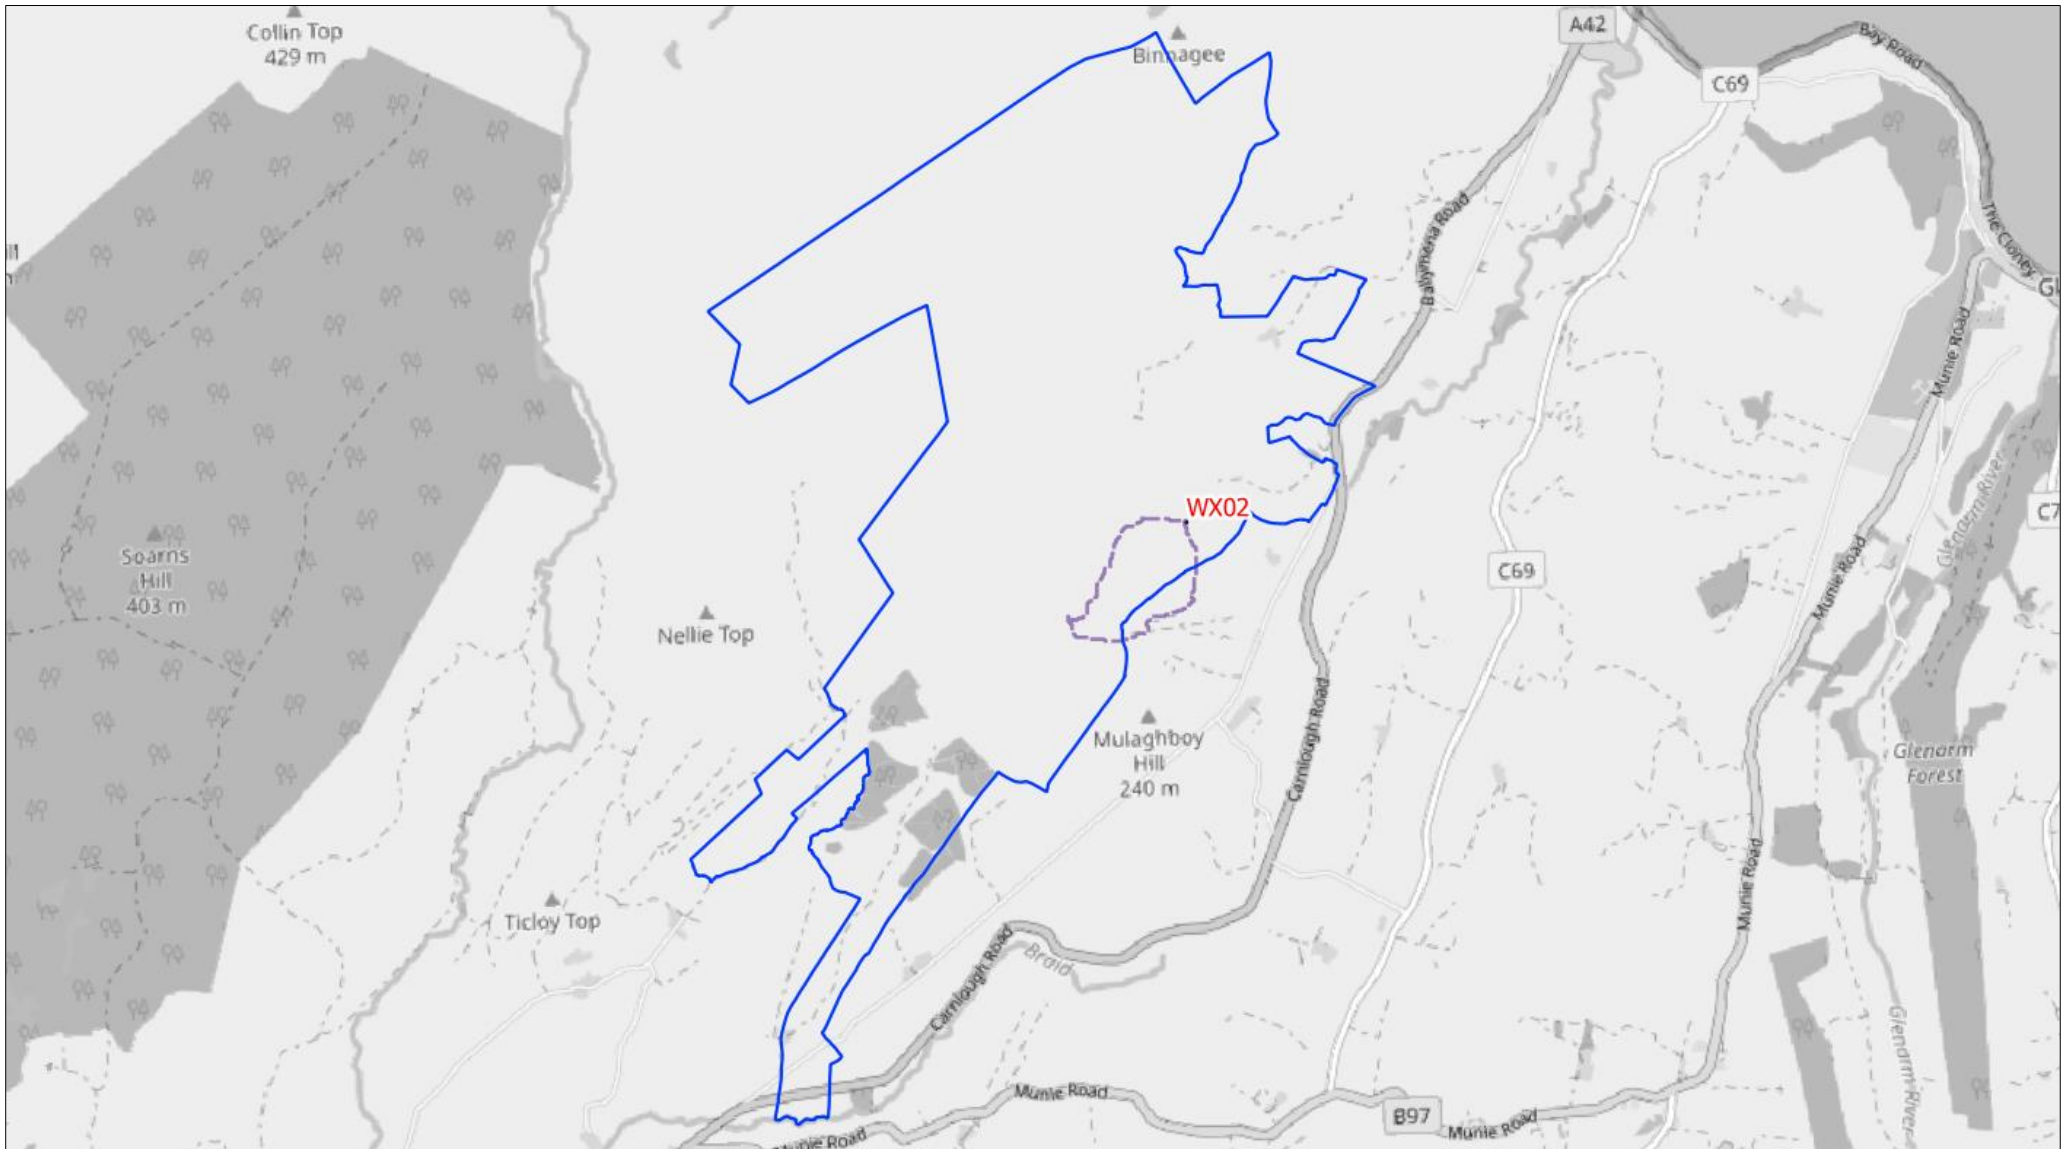 Collin Top
429 m
Binnagee
A42
Bay Road
C69
The Cloney
Ballymena Road
Munie Road
Glenarm River
WX02
Soarns
Hill
403 m
C69
Munie Road
Nellie Top
Mulaghboy
Hill
240 m
Carnlough Road
Glenarm
Forest
Munie Road
Ticloy Top
Carnlough Road
Braid
Glenarm River
Munie Road
B97
Munie Road
Munie Road